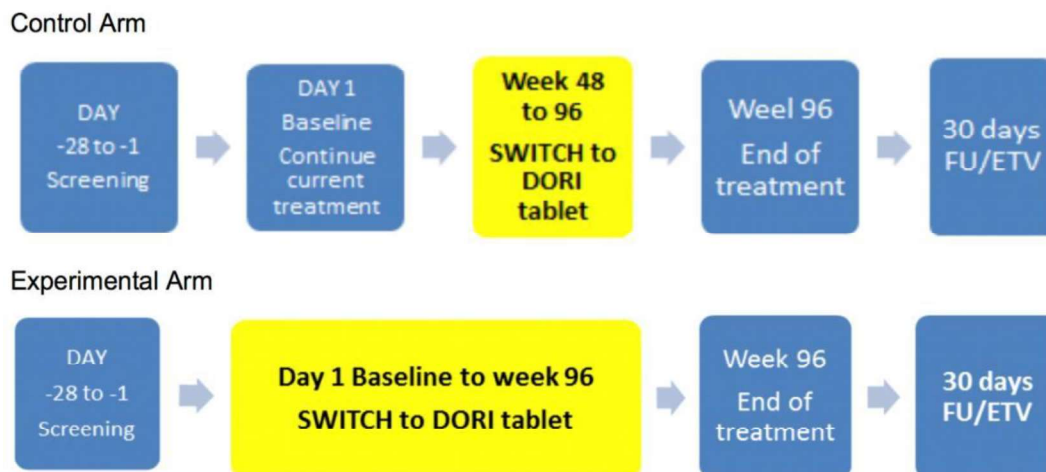 Control Arm
DAY
-28 to -1
Screening
DAY 1
Baseline
Continue
current
treatment
Week 48
to 96
SWITCH to
DORI
tablet
Weel 96
End of
treatment
30 days
FU/ETV
Experimental Arm
DAY
-28 to -1
Screening
Day 1 Baseline to week 96
SWITCH to DORI tablet
Week 96
End of
treatment
30 days
FU/ETV